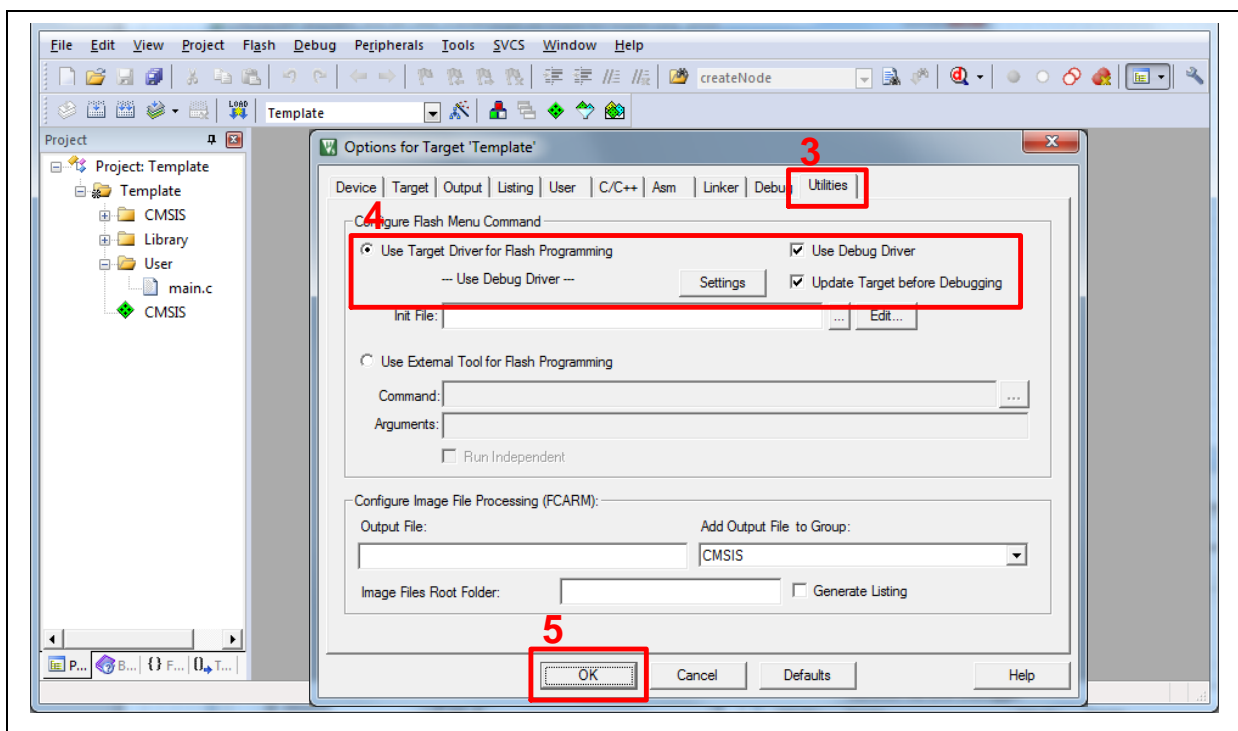 File Edit View Project Flash Debug Peripherals Tools SVCS Window Help
createNode
LOAD Template
Project
Project: Template
Template
CMSIS
Library
User
main.c
CMSIS
P... B... {} F... 0 T...
Options for Target 'Template'
3
Device Target Output Listing User C/C++ Asm Linker Debug Utilities
Configure Flash Menu Command
4
Use Target Driver for Flash Programming Use Debug Driver
--- Use Debug Driver --- Settings Update Target before Debugging
Init File: ... Edit...
Use External Tool for Flash Programming
Command: ...
Arguments:
Run Independent
Configure Image File Processing (FCARM):
Output File: Add Output File to Group:
CMSIS
Image Files Root Folder: Generate Listing
5
OK Cancel Defaults Help